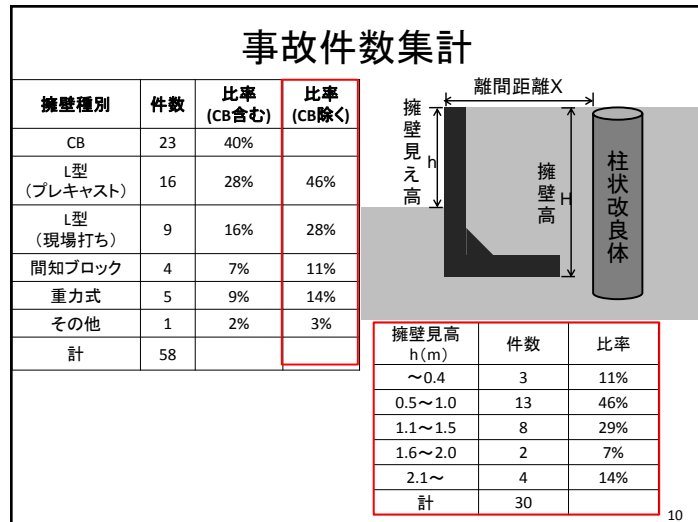 事故件数集計
擁壁種別 件数 比率(CB含む) 比率(CB除く)
CB 23 40%
L型(プレキャスト) 16 28% 46%
L型(現場打ち) 9 16% 28%
間知ブロック 4 7% 11%
重力式 5 9% 14%
その他 1 2% 3%
計 58
離間距離X
擁壁見え高h
擁壁高H
柱状改良体
擁壁見高h(m) 件数 比率
～0.4 3 11%
0.5～1.0 13 46%
1.1～1.5 8 29%
1.6～2.0 2 7%
2.1～ 4 14%
計 30
10